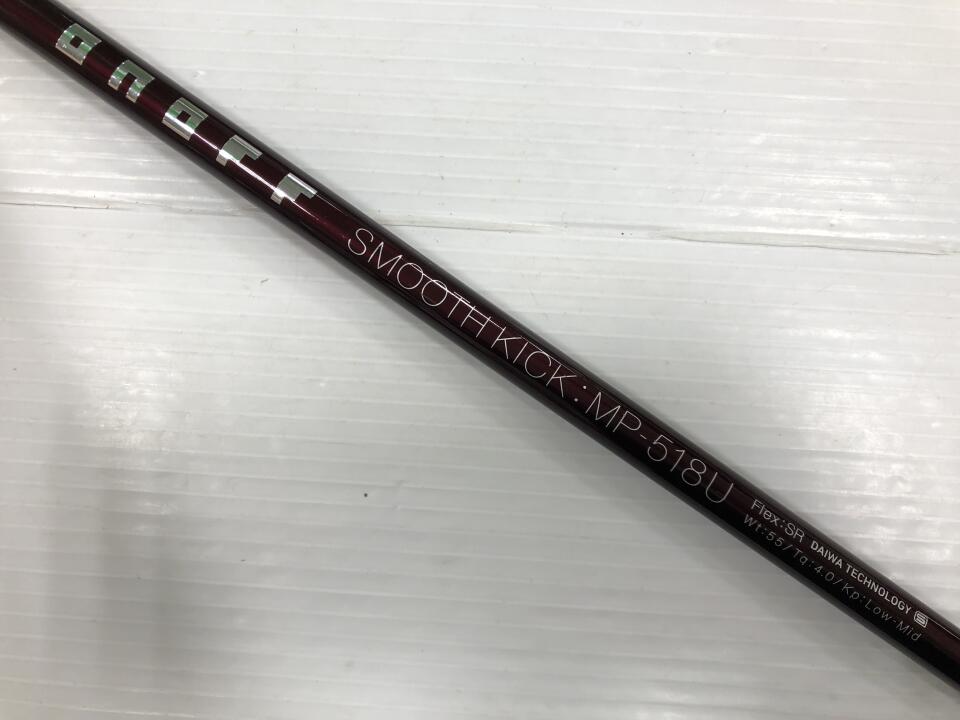 onoff
SMOOTH KICK: MP-518U
Flex:SR DAIWA TECHNOLOGY
Wt:55/Tq:4.0/Kp:Low-Mid